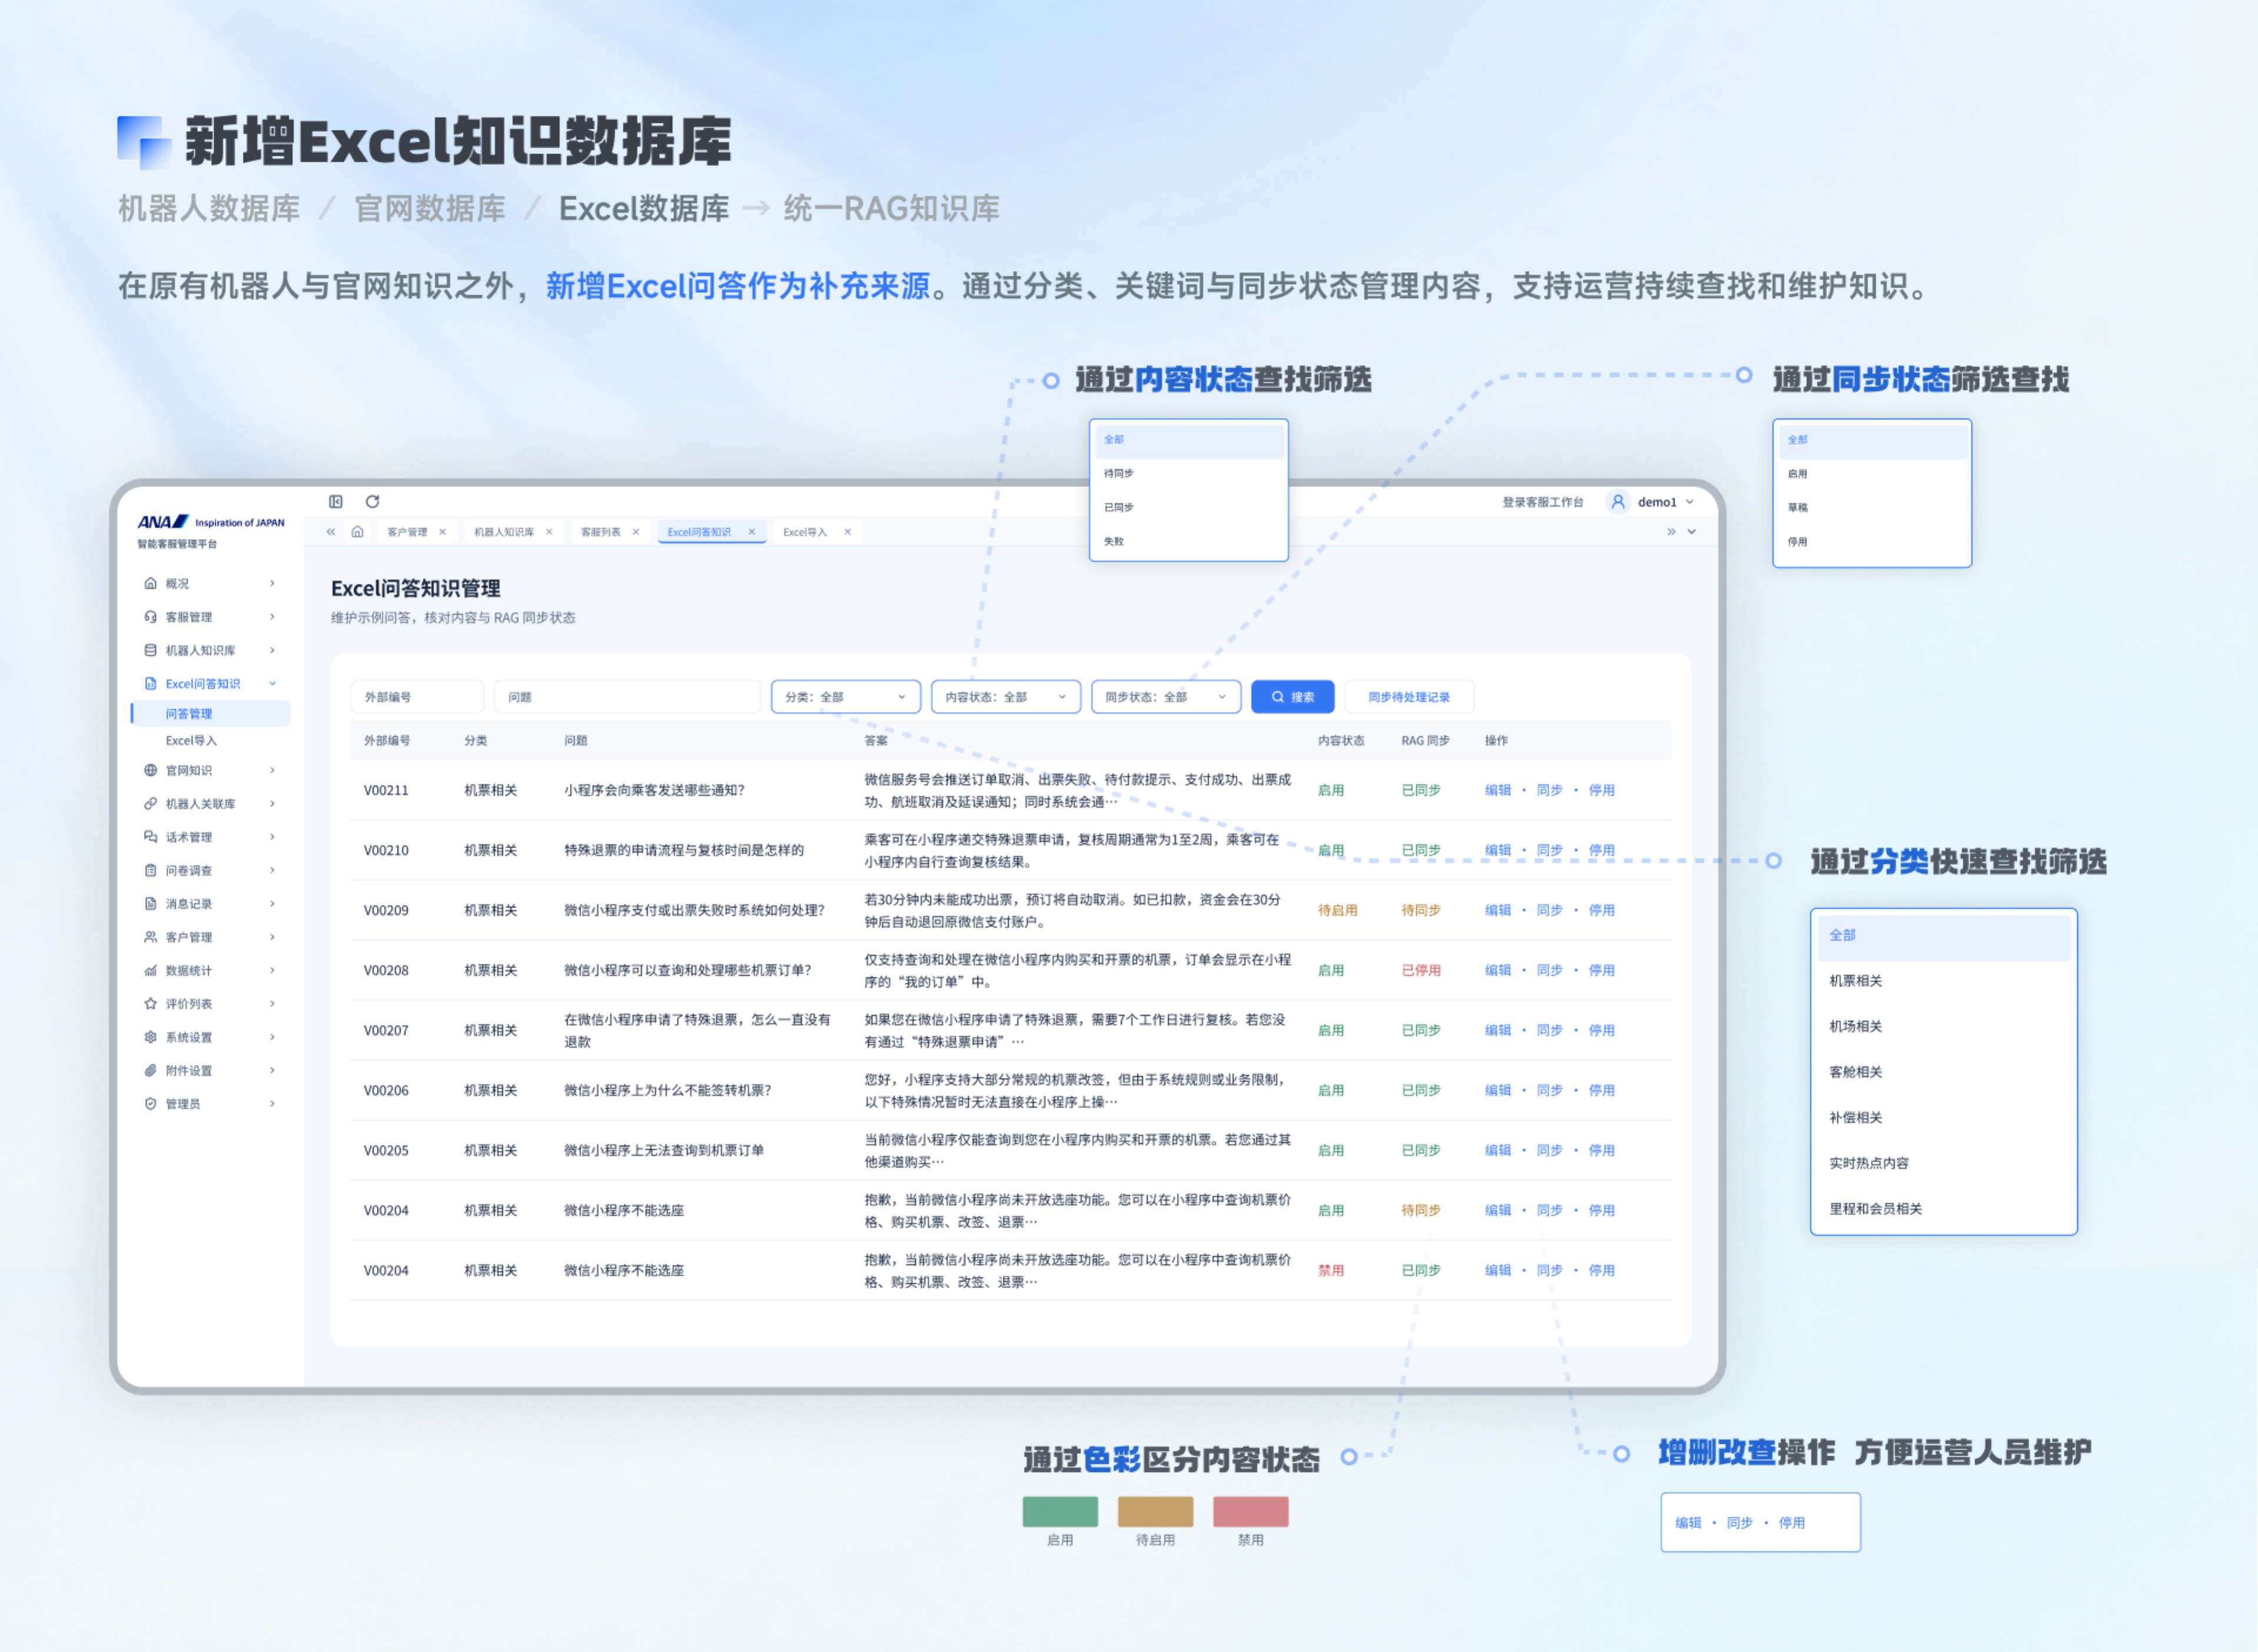 新增Excel知识数据库
机器人数据库 / 官网数据库 / Excel数据库 → 统一RAG知识库
在原有机器人与官网知识之外，新增Excel问答作为补充来源。通过分类、关键词与同步状态管理内容，支持运营持续查找和维护知识。
通过内容状态查找筛选
全部
待同步
已同步
失败
通过同步状态筛选查找
全部
启用
草稿
停用
ANA Inspiration of JAPAN
智能客服管理平台
概况
客服管理
机器人知识库
Excel问答知识
问答管理
Excel导入
官网知识
机器人关联库
话术管理
问卷调查
消息记录
客户管理
数据统计
评价列表
系统设置
附件设置
管理员
登录客服工作台 demo1
客户管理 × 机器人知识库 × 客服列表 × Excel问答知识 × Excel导入 ×
Excel问答知识管理
维护示例问答，核对内容与 RAG 同步状态
外部编号 问题 分类：全部 内容状态：全部 同步状态：全部 搜索 同步待处理记录
外部编号 分类 问题 答案 内容状态 RAG 同步 操作
V00211 机票相关 小程序会向乘客发送哪些通知？ 微信服务号会推送订单取消、出票失败、待付款提示、支付成功、出票成
功、航班取消及延误通知；同时系统会通… 启用 已同步 编辑 · 同步 · 停用
V00210 机票相关 特殊退票的申请流程与复核时间是怎样的 乘客可在小程序递交特殊退票申请，复核周期通常为1至2周，乘客可在
小程序内自行查询复核结果。 启用 已同步 编辑 · 同步 · 停用
V00209 机票相关 微信小程序支付或出票失败时系统如何处理？ 若30分钟内未能成功出票，预订将自动取消。如已扣款，资金会在30分
钟后自动退回原微信支付账户。 待启用 待同步 编辑 · 同步 · 停用
V00208 机票相关 微信小程序可以查询和处理哪些机票订单？ 仅支持查询和处理在微信小程序内购买和开票的机票，订单会显示在小程
序的“我的订单”中。 启用 已停用 编辑 · 同步 · 停用
V00207 机票相关 在微信小程序申请了特殊退票，怎么一直没有
退款 如果您在微信小程序申请了特殊退票，需要7个工作日进行复核。若您没
有通过“特殊退票申请”… 启用 已同步 编辑 · 同步 · 停用
V00206 机票相关 微信小程序上为什么不能签转机票？ 您好，小程序支持大部分常规的机票改签，但由于系统规则或业务限制，
以下特殊情况暂时无法直接在小程序上操… 启用 已同步 编辑 · 同步 · 停用
V00205 机票相关 微信小程序上无法查询到机票订单 当前微信小程序仅能查询到您在小程序内购买和开票的机票。若您通过其
他渠道购买… 启用 已同步 编辑 · 同步 · 停用
V00204 机票相关 微信小程序不能选座 抱歉，当前微信小程序尚未开放选座功能。您可以在小程序中查询机票价
格、购买机票、改签、退票… 启用 待同步 编辑 · 同步 · 停用
V00204 机票相关 微信小程序不能选座 抱歉，当前微信小程序尚未开放选座功能。您可以在小程序中查询机票价
格、购买机票、改签、退票… 禁用 已同步 编辑 · 同步 · 停用
通过分类快速查找筛选
全部
机票相关
机场相关
客舱相关
补偿相关
实时热点内容
里程和会员相关
通过色彩区分内容状态
启用 待启用 禁用
增删改查操作 方便运营人员维护
编辑 · 同步 · 停用